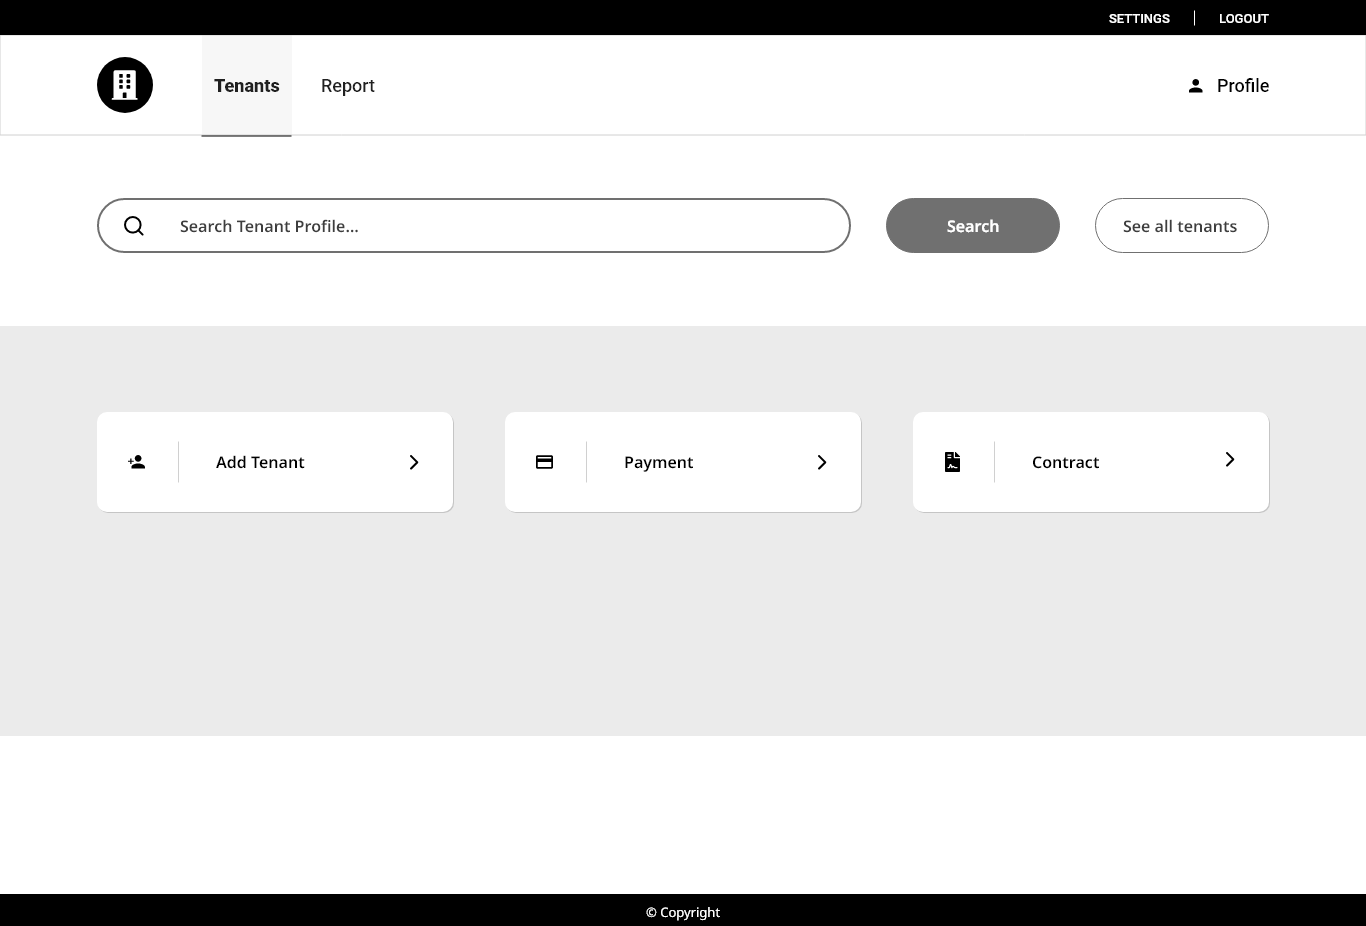 SETTINGS
LOGOUT
Tenants
Report
Profile
Search Tenant Profile...
Search
See all tenants
Add Tenant
Payment
Contract
© Copyright